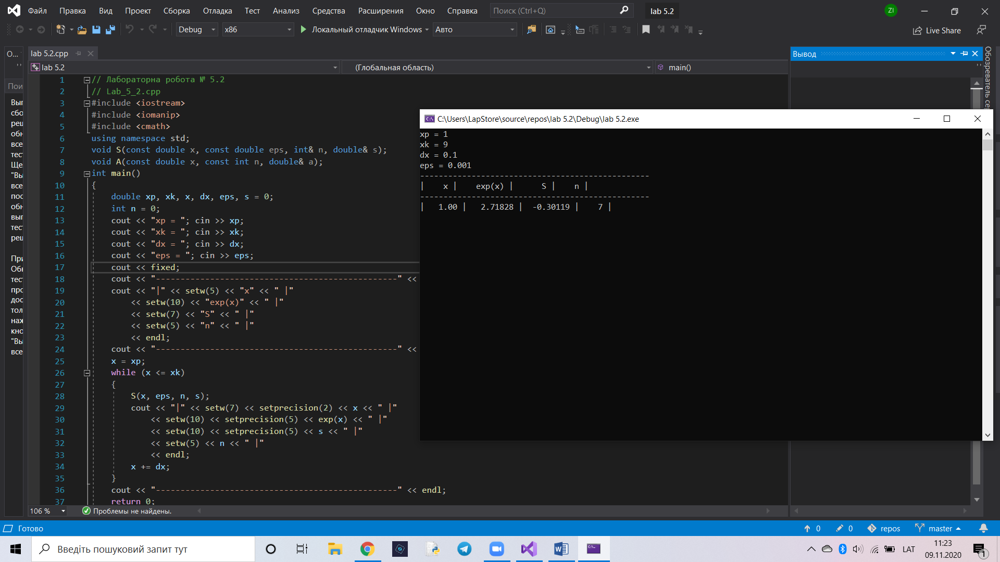 Файл Правка Вид Проект Сборка Отладка Тест Анализ Средства Расширения Окно Справка Поиск (Ctrl+Q) lab 5.2 ZI
Debug x86 Локальный отладчик Windows Авто Live Share
О... lab 5.2.cpp Вывод
lab 5.2 (Глобальная область) main()
Обозреватель сер
Пои
Вып
сбо
реш
обн
все
тест
Ще
"Вы
все
пос
обн
вып
тест
реш
При
Обн
тест
про
дос
тол
наж
кно
"Вы
все
1 // Лабораторна робота № 5.2
2 // Lab_5_2.cpp
3 #include <iostream>
4 #include <iomanip>
5 #include <cmath>
6 using namespace std;
7 void S(const double x, const double eps, int& n, double& s);
8 void A(const double x, const int n, double& a);
9 int main()
10 {
11 double xp, xk, x, dx, eps, s = 0;
12 int n = 0;
13 cout << "xp = "; cin >> xp;
14 cout << "xk = "; cin >> xk;
15 cout << "dx = "; cin >> dx;
16 cout << "eps = "; cin >> eps;
17 cout << fixed;
18 cout << "-------------------------------------------------" <<
19 cout << "|" << setw(5) << "x" << " |"
20 << setw(10) << "exp(x)" << " |"
21 << setw(7) << "S" << " |"
22 << setw(5) << "n" << " |"
23 << endl;
24 cout << "-------------------------------------------------" <<
25 x = xp;
26 while (x <= xk)
27 {
28 S(x, eps, n, s);
29 cout << "|" << setw(7) << setprecision(2) << x << " |"
30 << setw(10) << setprecision(5) << exp(x) << " |"
31 << setw(10) << setprecision(5) << s << " |"
32 << setw(5) << n << " |"
33 << endl;
34 x += dx;
35 }
36 cout << "-------------------------------------------------" << endl;
37 return 0;
C:\Users\LapStore\source\repos\lab 5.2\Debug\lab 5.2.exe
xp = 1
xk = 9
dx = 0.1
eps = 0.001
-------------------------------------------------
|    x |    exp(x) |      S |    n |
-------------------------------------------------
|   1.00 |   2.71828 |  -0.30119 |    7 |
106 % Проблемы не найдены.
Готово 0 0 repos master
Введіть пошуковий запит тут LAT 11:23
09.11.2020 1